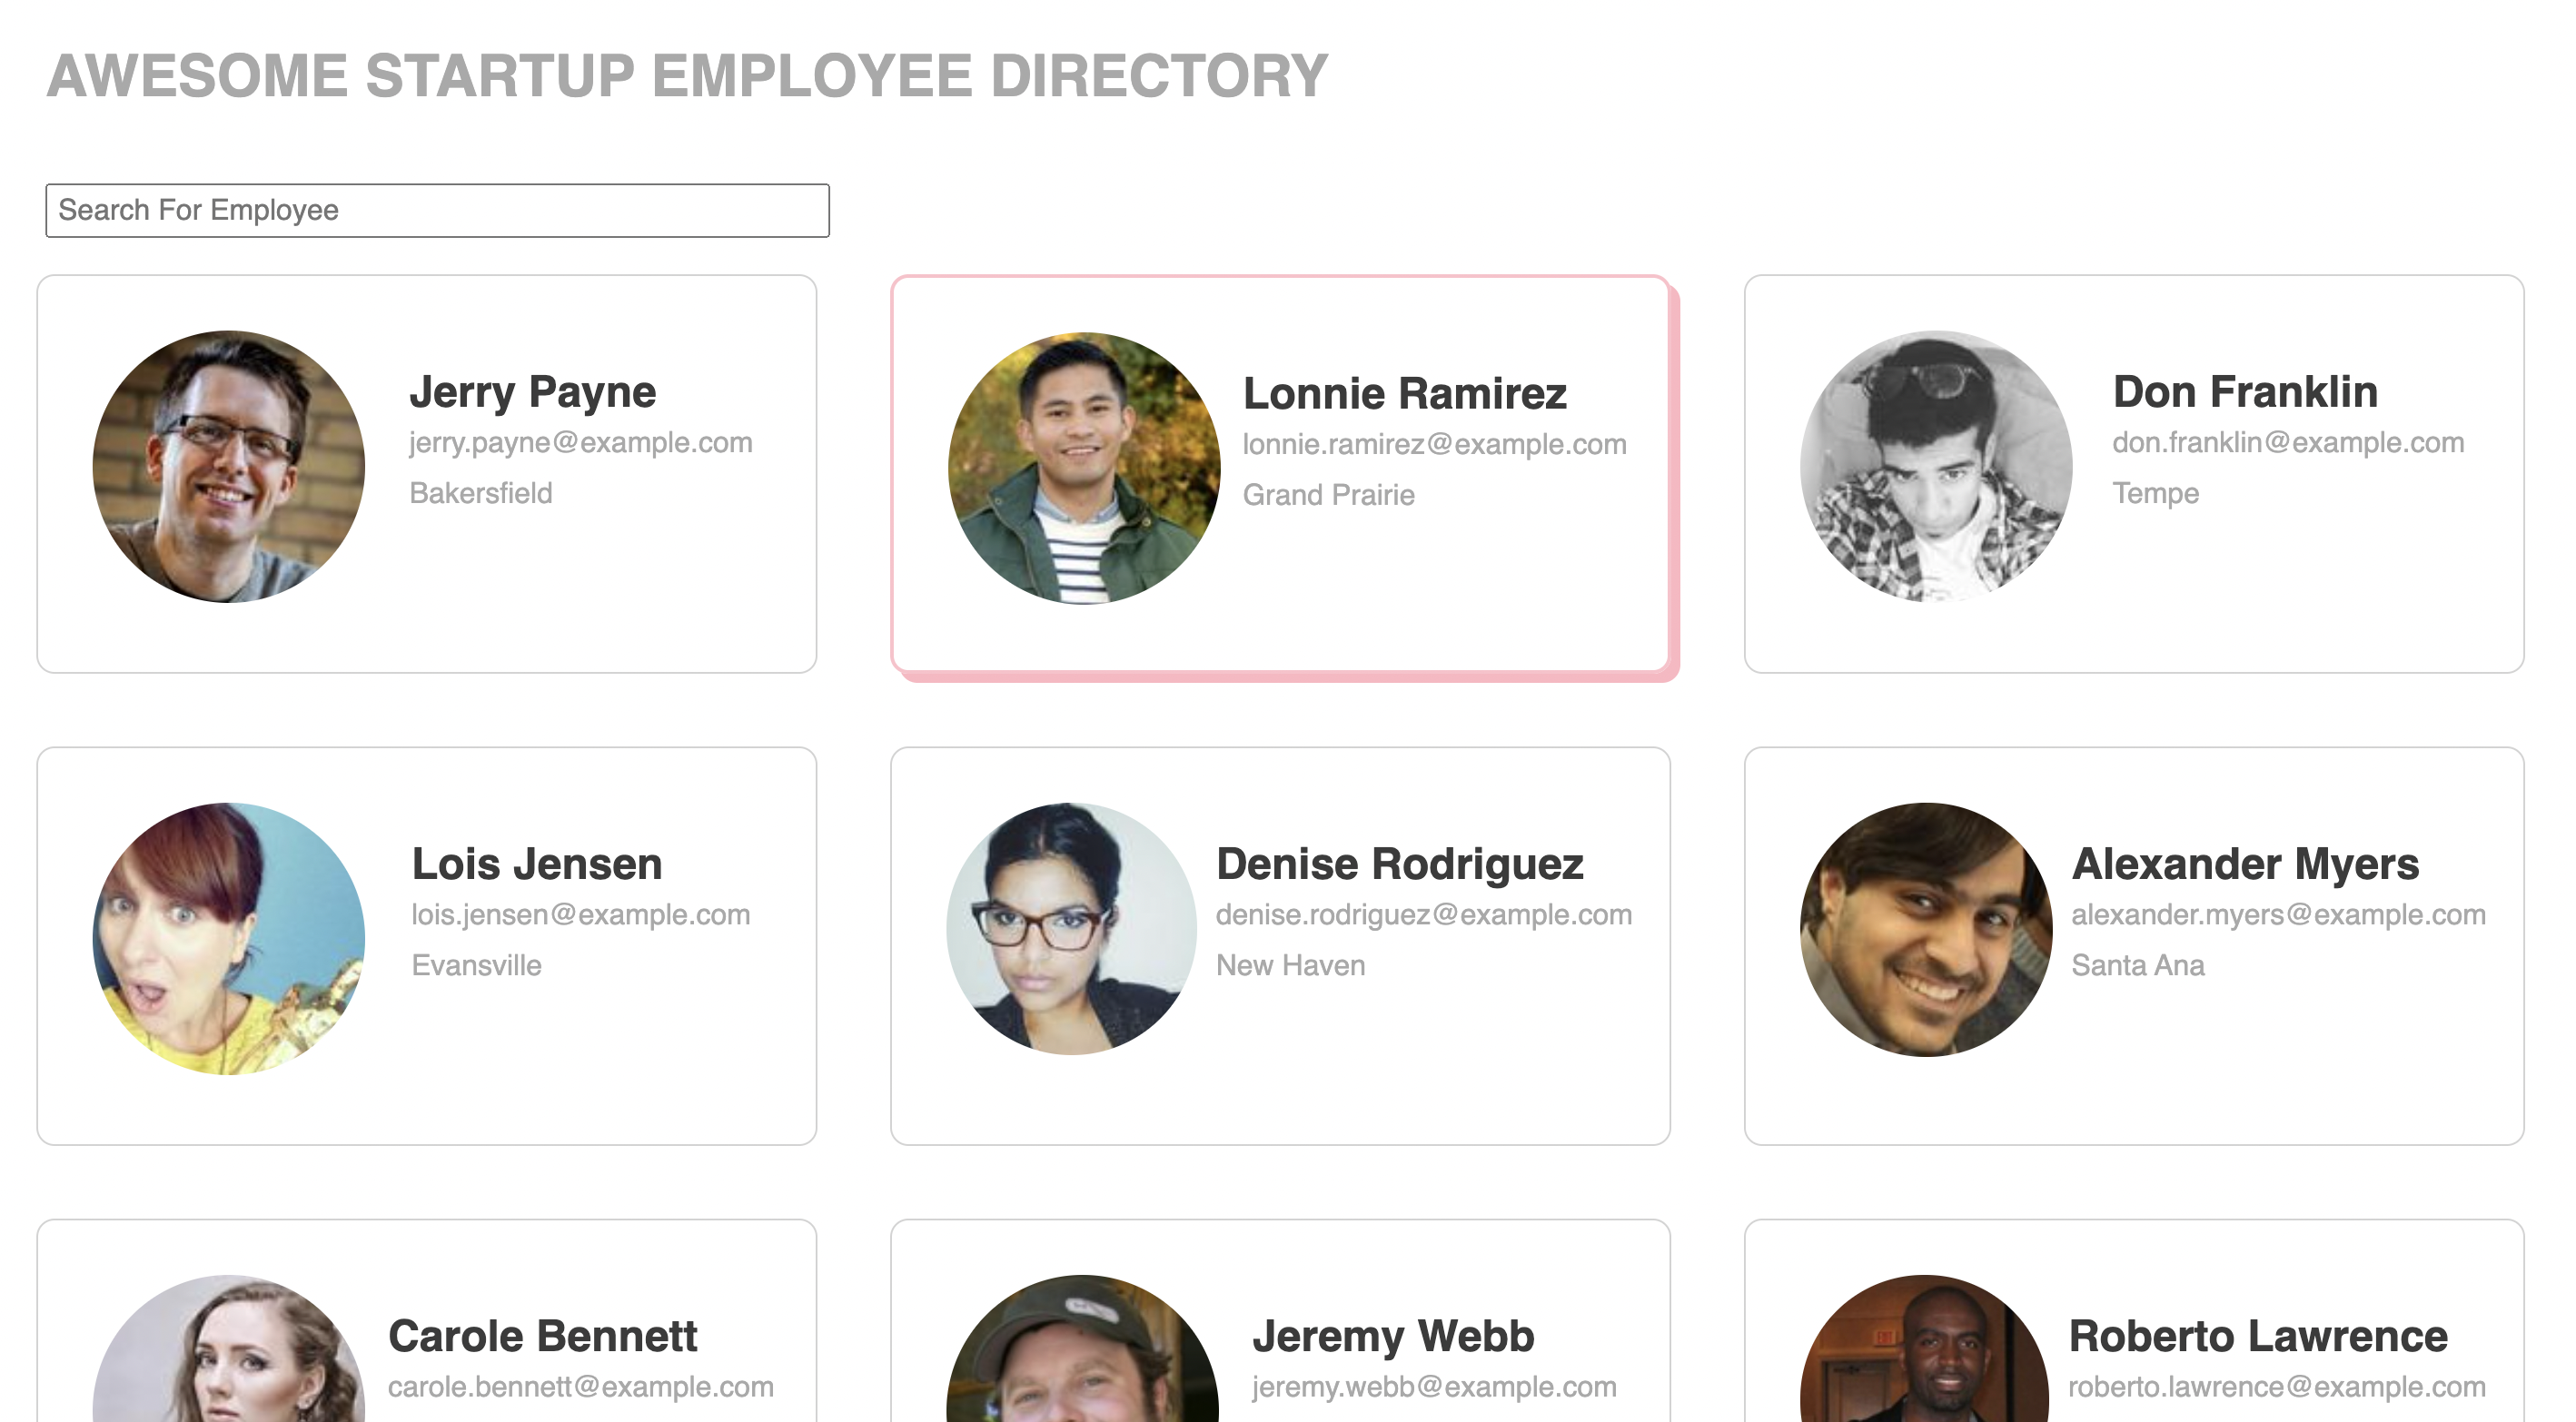 AWESOME STARTUP EMPLOYEE DIRECTORY
Search For Employee
Jerry Payne
jerry.payne@example.com
Bakersfield
Lonnie Ramirez
lonnie.ramirez@example.com
Grand Prairie
Don Franklin
don.franklin@example.com
Tempe
Lois Jensen
lois.jensen@example.com
Evansville
Denise Rodriguez
denise.rodriguez@example.com
New Haven
Alexander Myers
alexander.myers@example.com
Santa Ana
Carole Bennett
carole.bennett@example.com
Jeremy Webb
jeremy.webb@example.com
Roberto Lawrence
roberto.lawrence@example.com